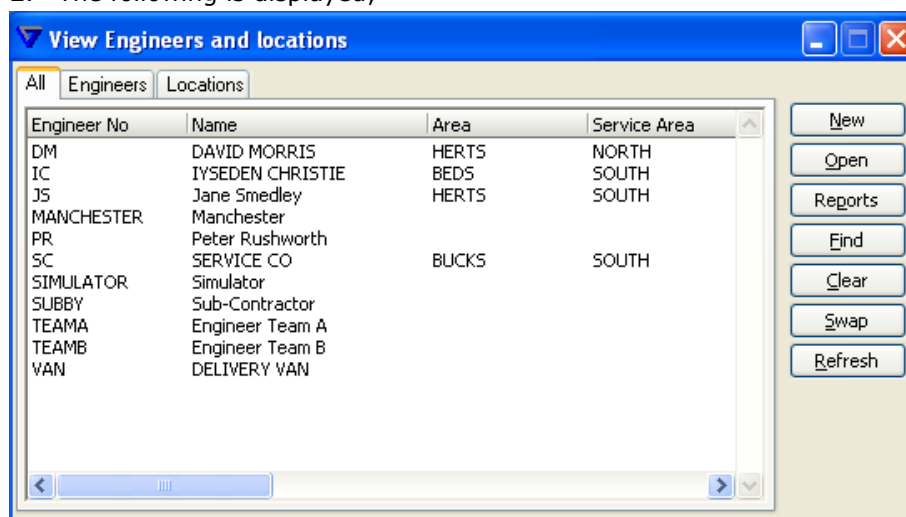 2. The following is displayed;
View Engineers and locations
All Engineers Locations
Engineer No Name Area Service Area
DM DAVID MORRIS HERTS NORTH
IC IYSEDEN CHRISTIE BEDS SOUTH
JS Jane Smedley HERTS SOUTH
MANCHESTER Manchester
PR Peter Rushworth
SC SERVICE CO BUCKS SOUTH
SIMULATOR Simulator
SUBBY Sub-Contractor
TEAMA Engineer Team A
TEAMB Engineer Team B
VAN DELIVERY VAN
New
Open
Reports
Find
Clear
Swap
Refresh